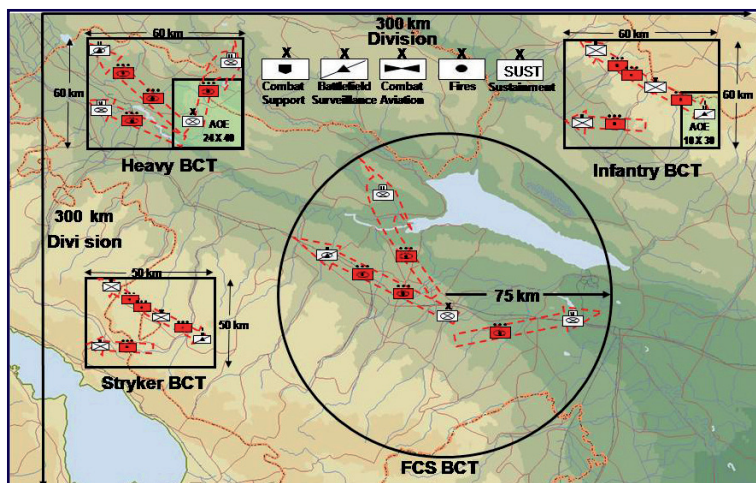 300 km
Division
60 km
60 km
AOE
24 X 40
Heavy BCT
X
X
X
X
X
SUST
Combat
Support
Battlefield
Surveillance
Combat
Aviation
Fires
Sustainment
60 km
60 km
AOE
Infantry BCT
300 km
Divi sion
50 km
50 km
Stryker BCT
75 km
FCS BCT